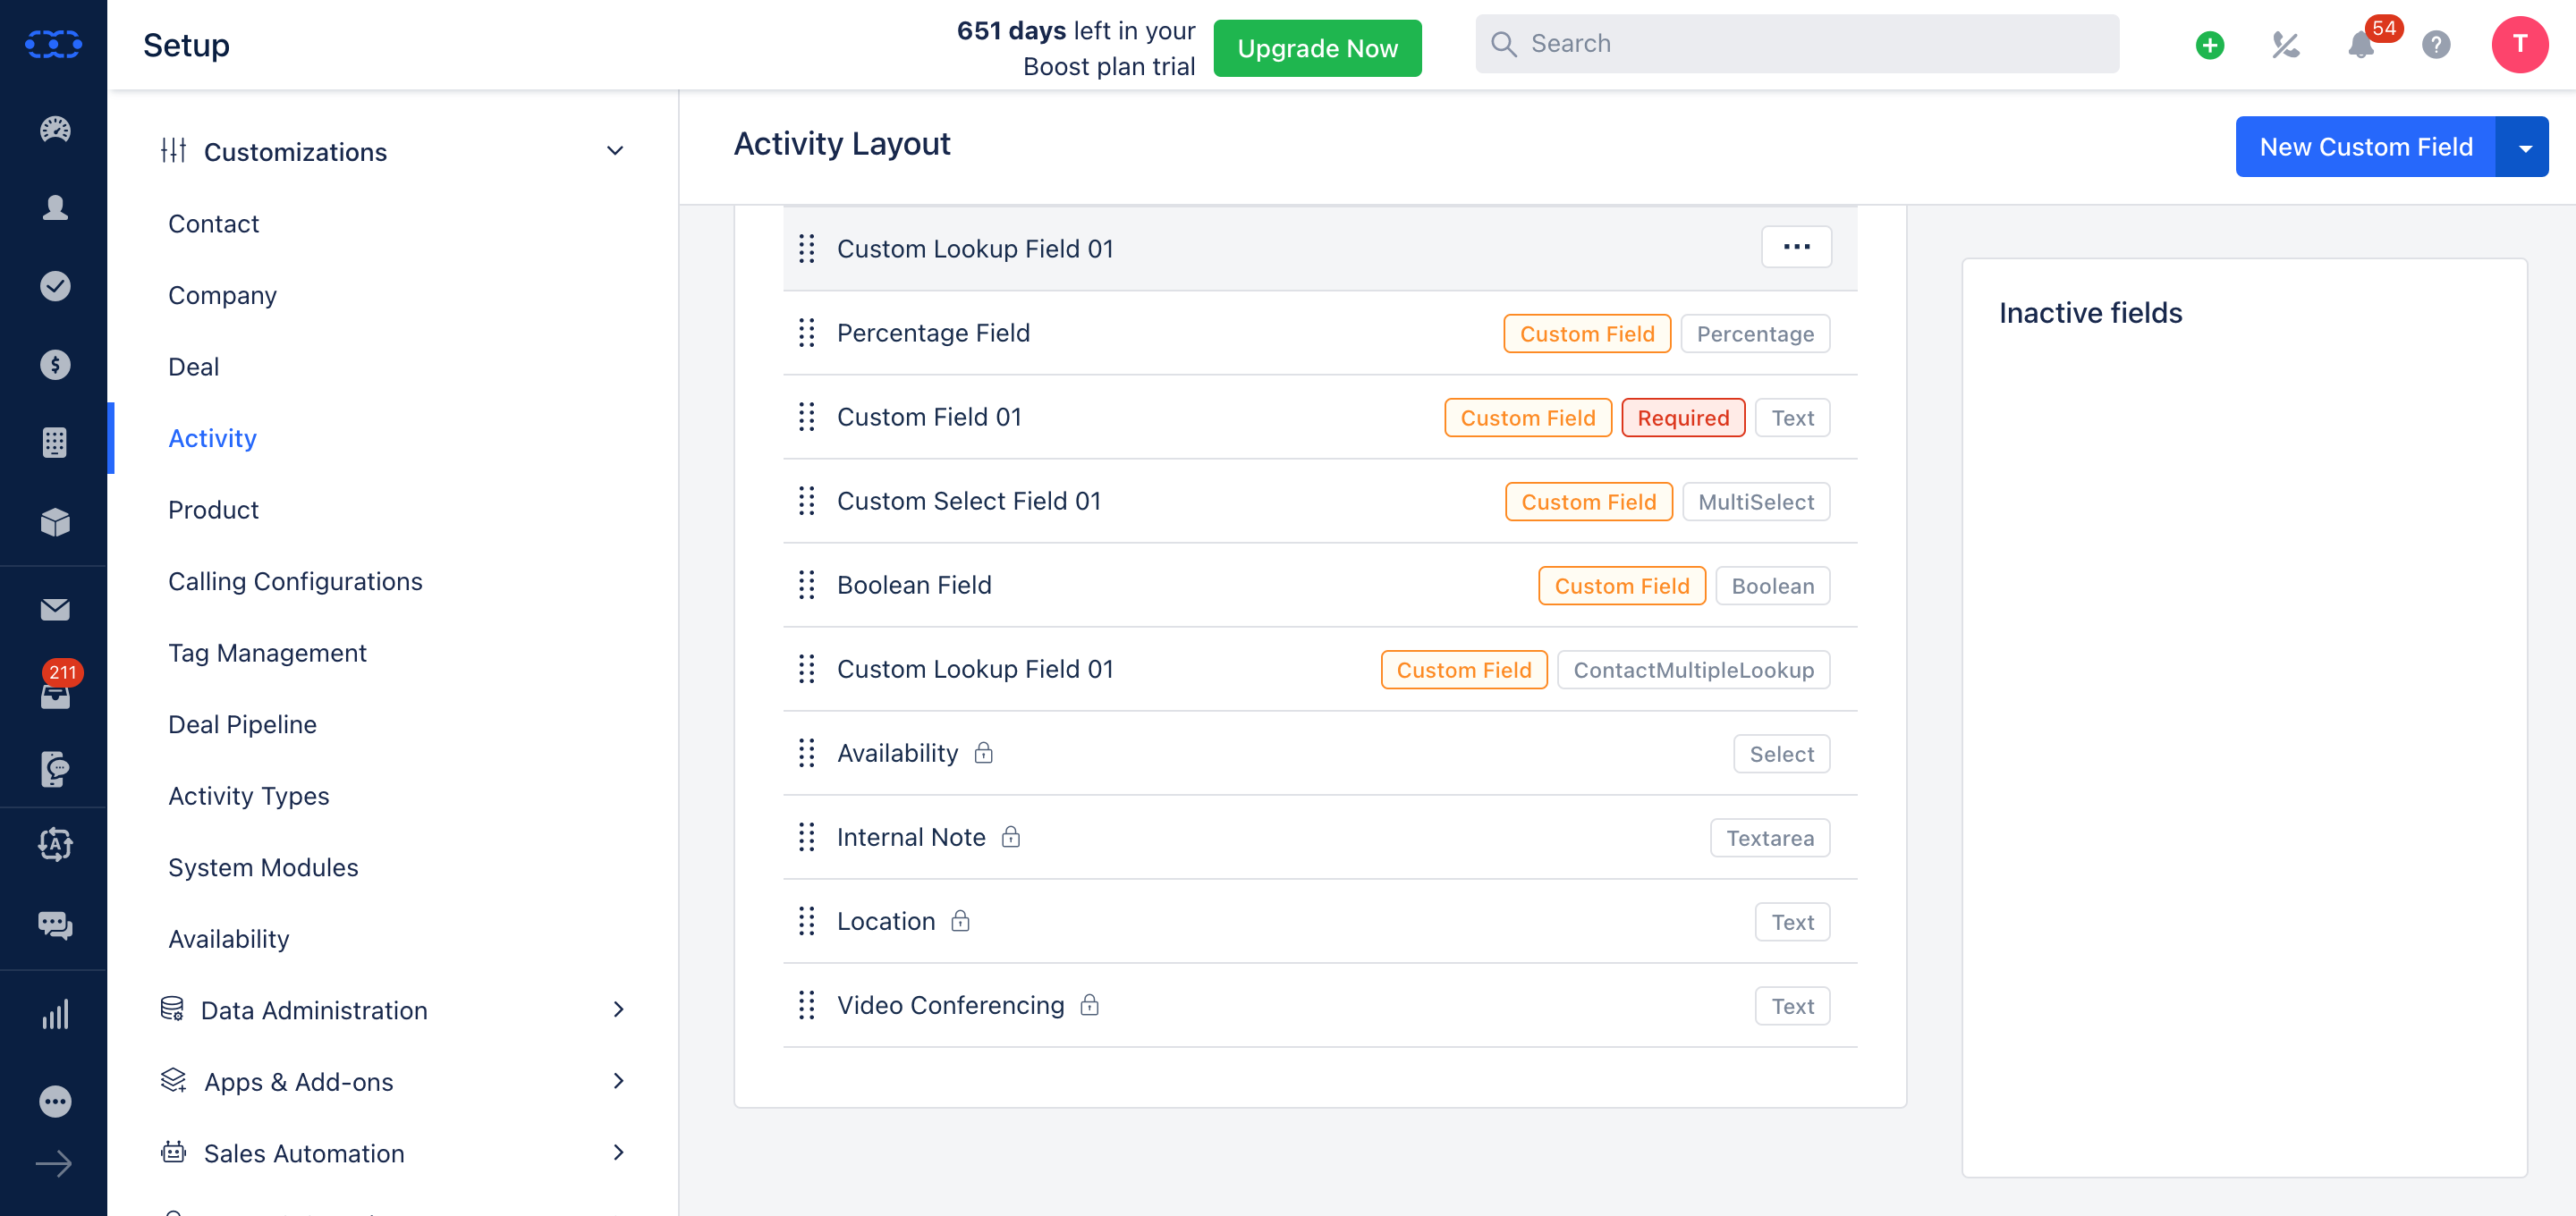 Setup
651 days left in your
Boost plan trial
Upgrade Now
Search
54
?
T
Customizations
Contact
Company
Deal
Activity
Product
Calling Configurations
Tag Management
Deal Pipeline
Activity Types
System Modules
Availability
Data Administration
Apps & Add-ons
Sales Automation
211
$
A
Activity Layout
New Custom Field
Custom Lookup Field 01
Percentage Field Custom Field Percentage
Custom Field 01 Custom Field Required Text
Custom Select Field 01 Custom Field MultiSelect
Boolean Field Custom Field Boolean
Custom Lookup Field 01 Custom Field ContactMultipleLookup
Availability Select
Internal Note Textarea
Location Text
Video Conferencing Text
Inactive fields